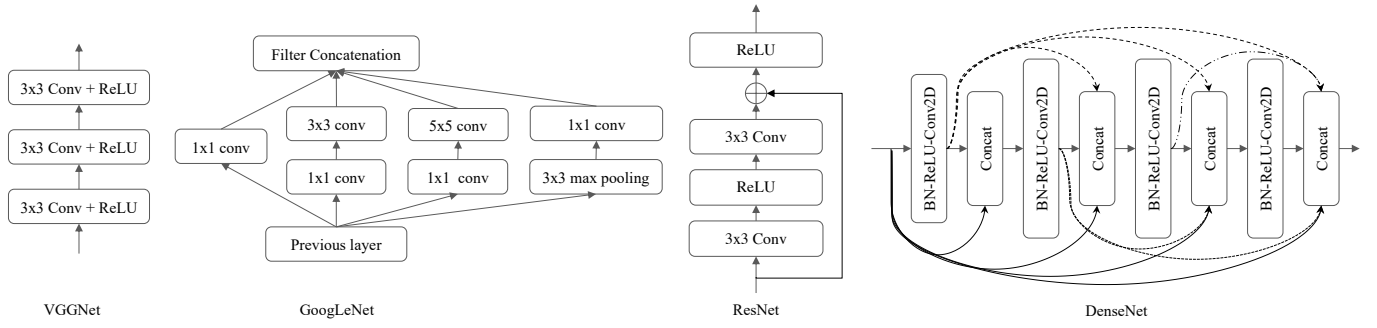 3x3 Conv + ReLU
3x3 Conv + ReLU
3x3 Conv + ReLU
VGGNet
Filter Concatenation
1x1 conv
3x3 conv
5x5 conv
1x1 conv
1x1 conv
1x1 conv
3x3 max pooling
Previous layer
GoogLeNet
ReLU
3x3 Conv
ReLU
3x3 Conv
ResNet
BN-ReLU-Conv2D
Concat
BN-ReLU-Conv2D
Concat
BN-ReLU-Conv2D
Concat
BN-ReLU-Conv2D
Concat
DenseNet